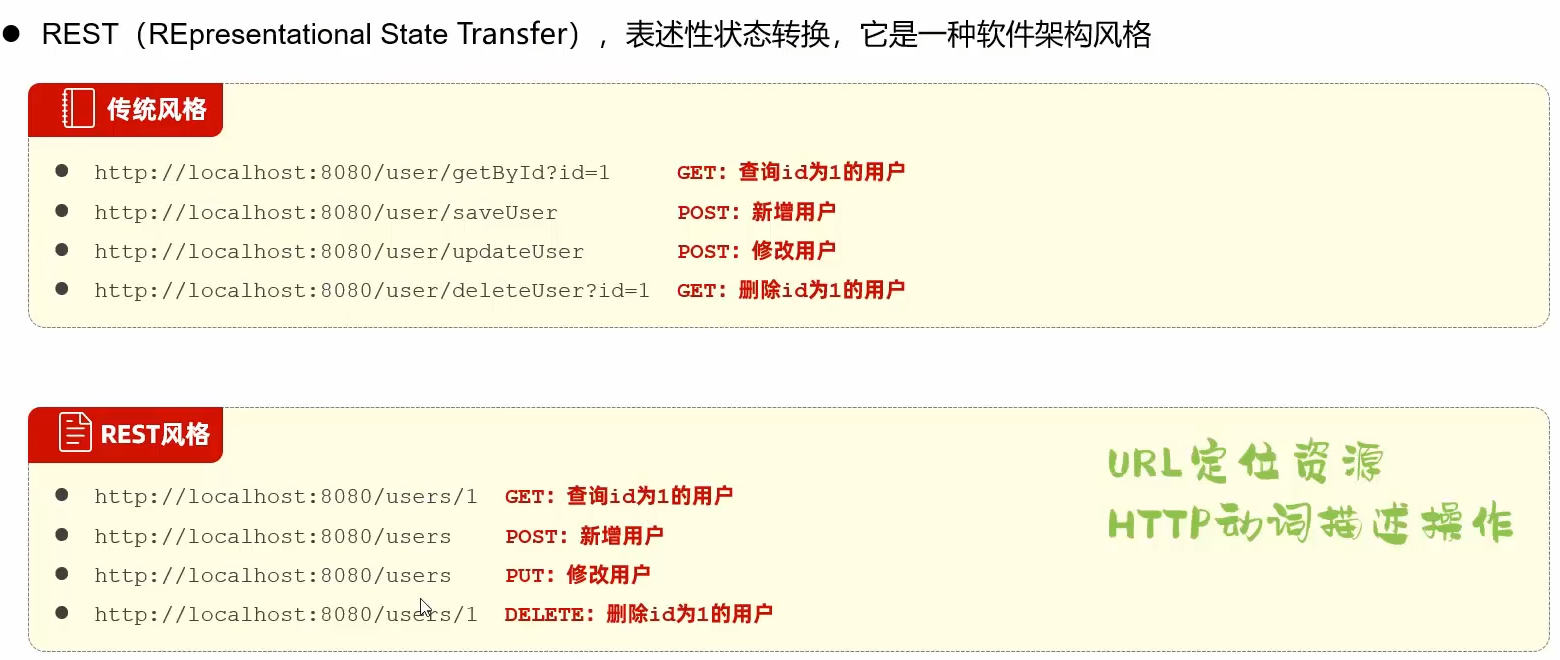 ● REST（REpresentational State Transfer），表述性状态转换，它是一种软件架构风格
传统风格
● http://localhost:8080/user/getById?id=1 GET：查询id为1的用户
● http://localhost:8080/user/saveUser POST：新增用户
● http://localhost:8080/user/updateUser POST：修改用户
● http://localhost:8080/user/deleteUser?id=1 GET：删除id为1的用户
REST风格
URL定位资源
HTTP动词描述操作
● http://localhost:8080/users/1 GET：查询id为1的用户
● http://localhost:8080/users POST：新增用户
● http://localhost:8080/users PUT：修改用户
● http://localhost:8080/users/1 DELETE：删除id为1的用户